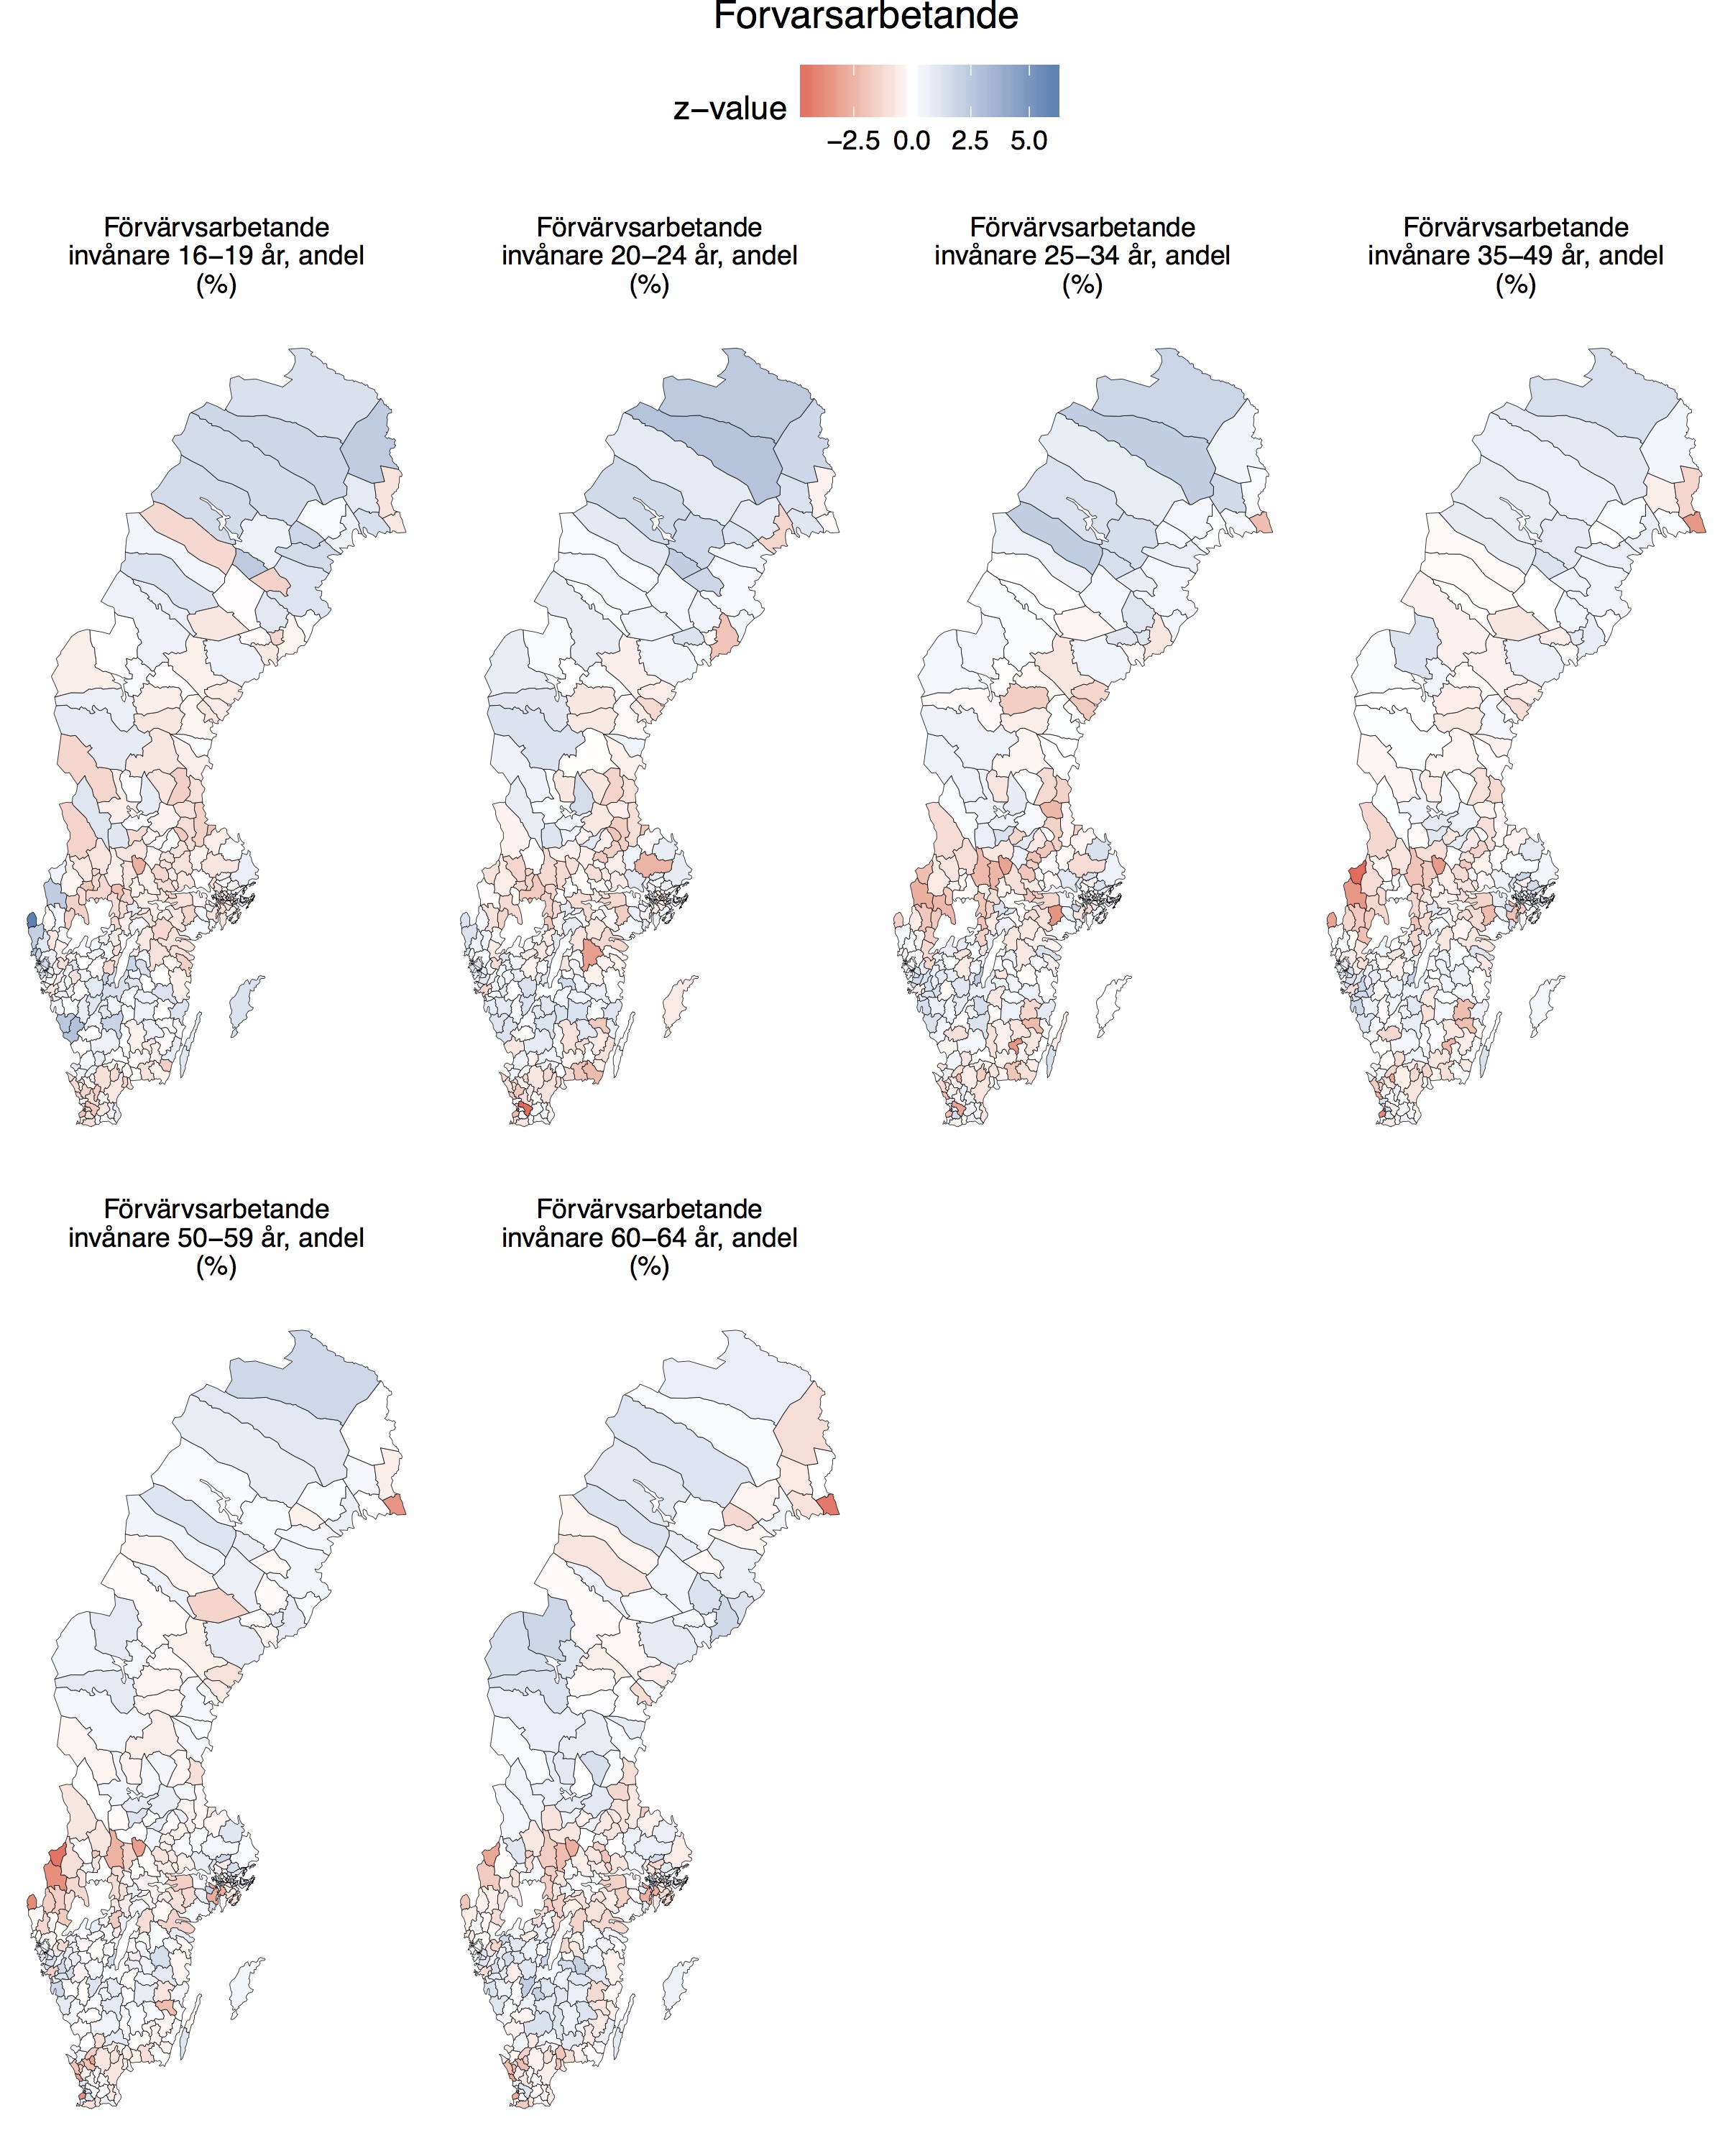 Forvarsarbetande
z−value
−2.5 0.0 2.5 5.0
Förvärvsarbetande
invånare 16−19 år, andel
(%)
Förvärvsarbetande
invånare 20−24 år, andel
(%)
Förvärvsarbetande
invånare 25−34 år, andel
(%)
Förvärvsarbetande
invånare 35−49 år, andel
(%)
Förvärvsarbetande
invånare 50−59 år, andel
(%)
Förvärvsarbetande
invånare 60−64 år, andel
(%)